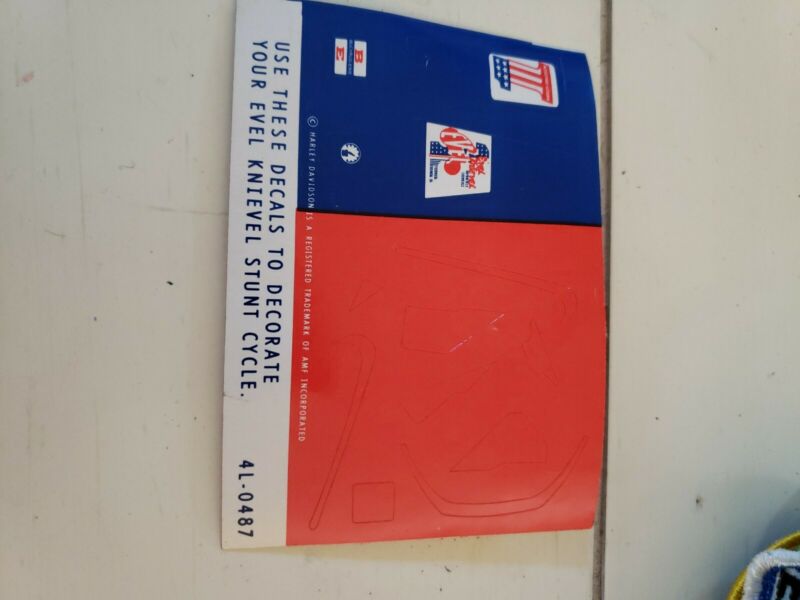 B
E
EVEL
© HARLEY DAVIDSON IS A REGISTERED TRADEMARK OF AMF INCORPORATED
USE THESE DECALS TO DECORATE
YOUR EVEL KNIEVEL STUNT CYCLE.
4L-0487